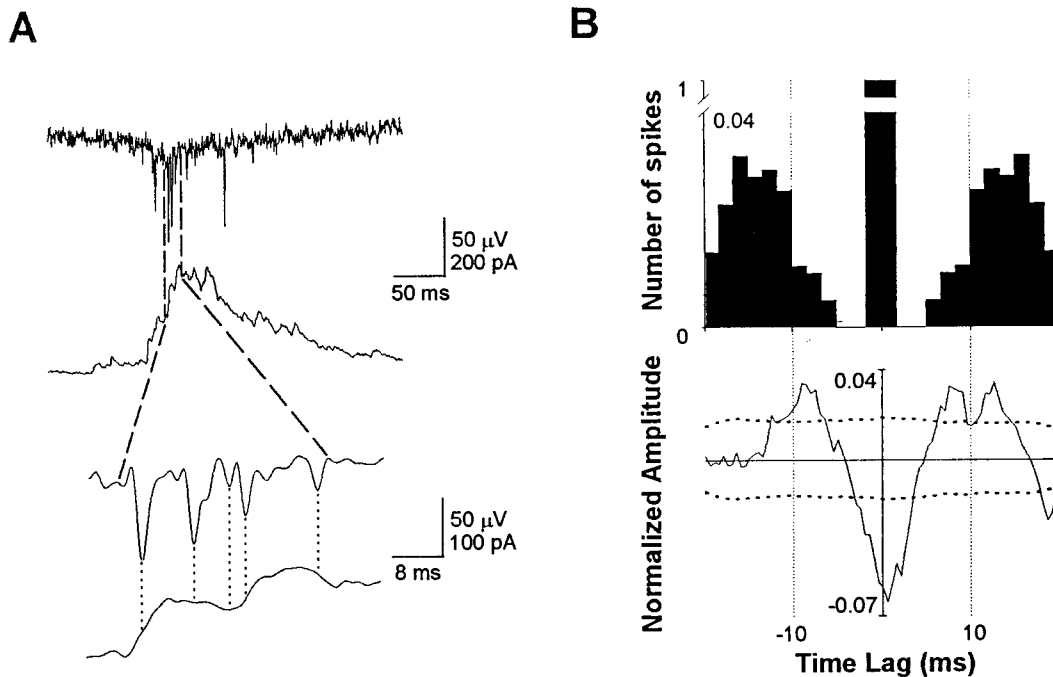 A
50 μV
200 pA
50 ms
50 μV
100 pA
8 ms
B
Number of spikes
1
0.04
0
Normalized Amplitude
0.04
-0.07
-10
10
Time Lag (ms)